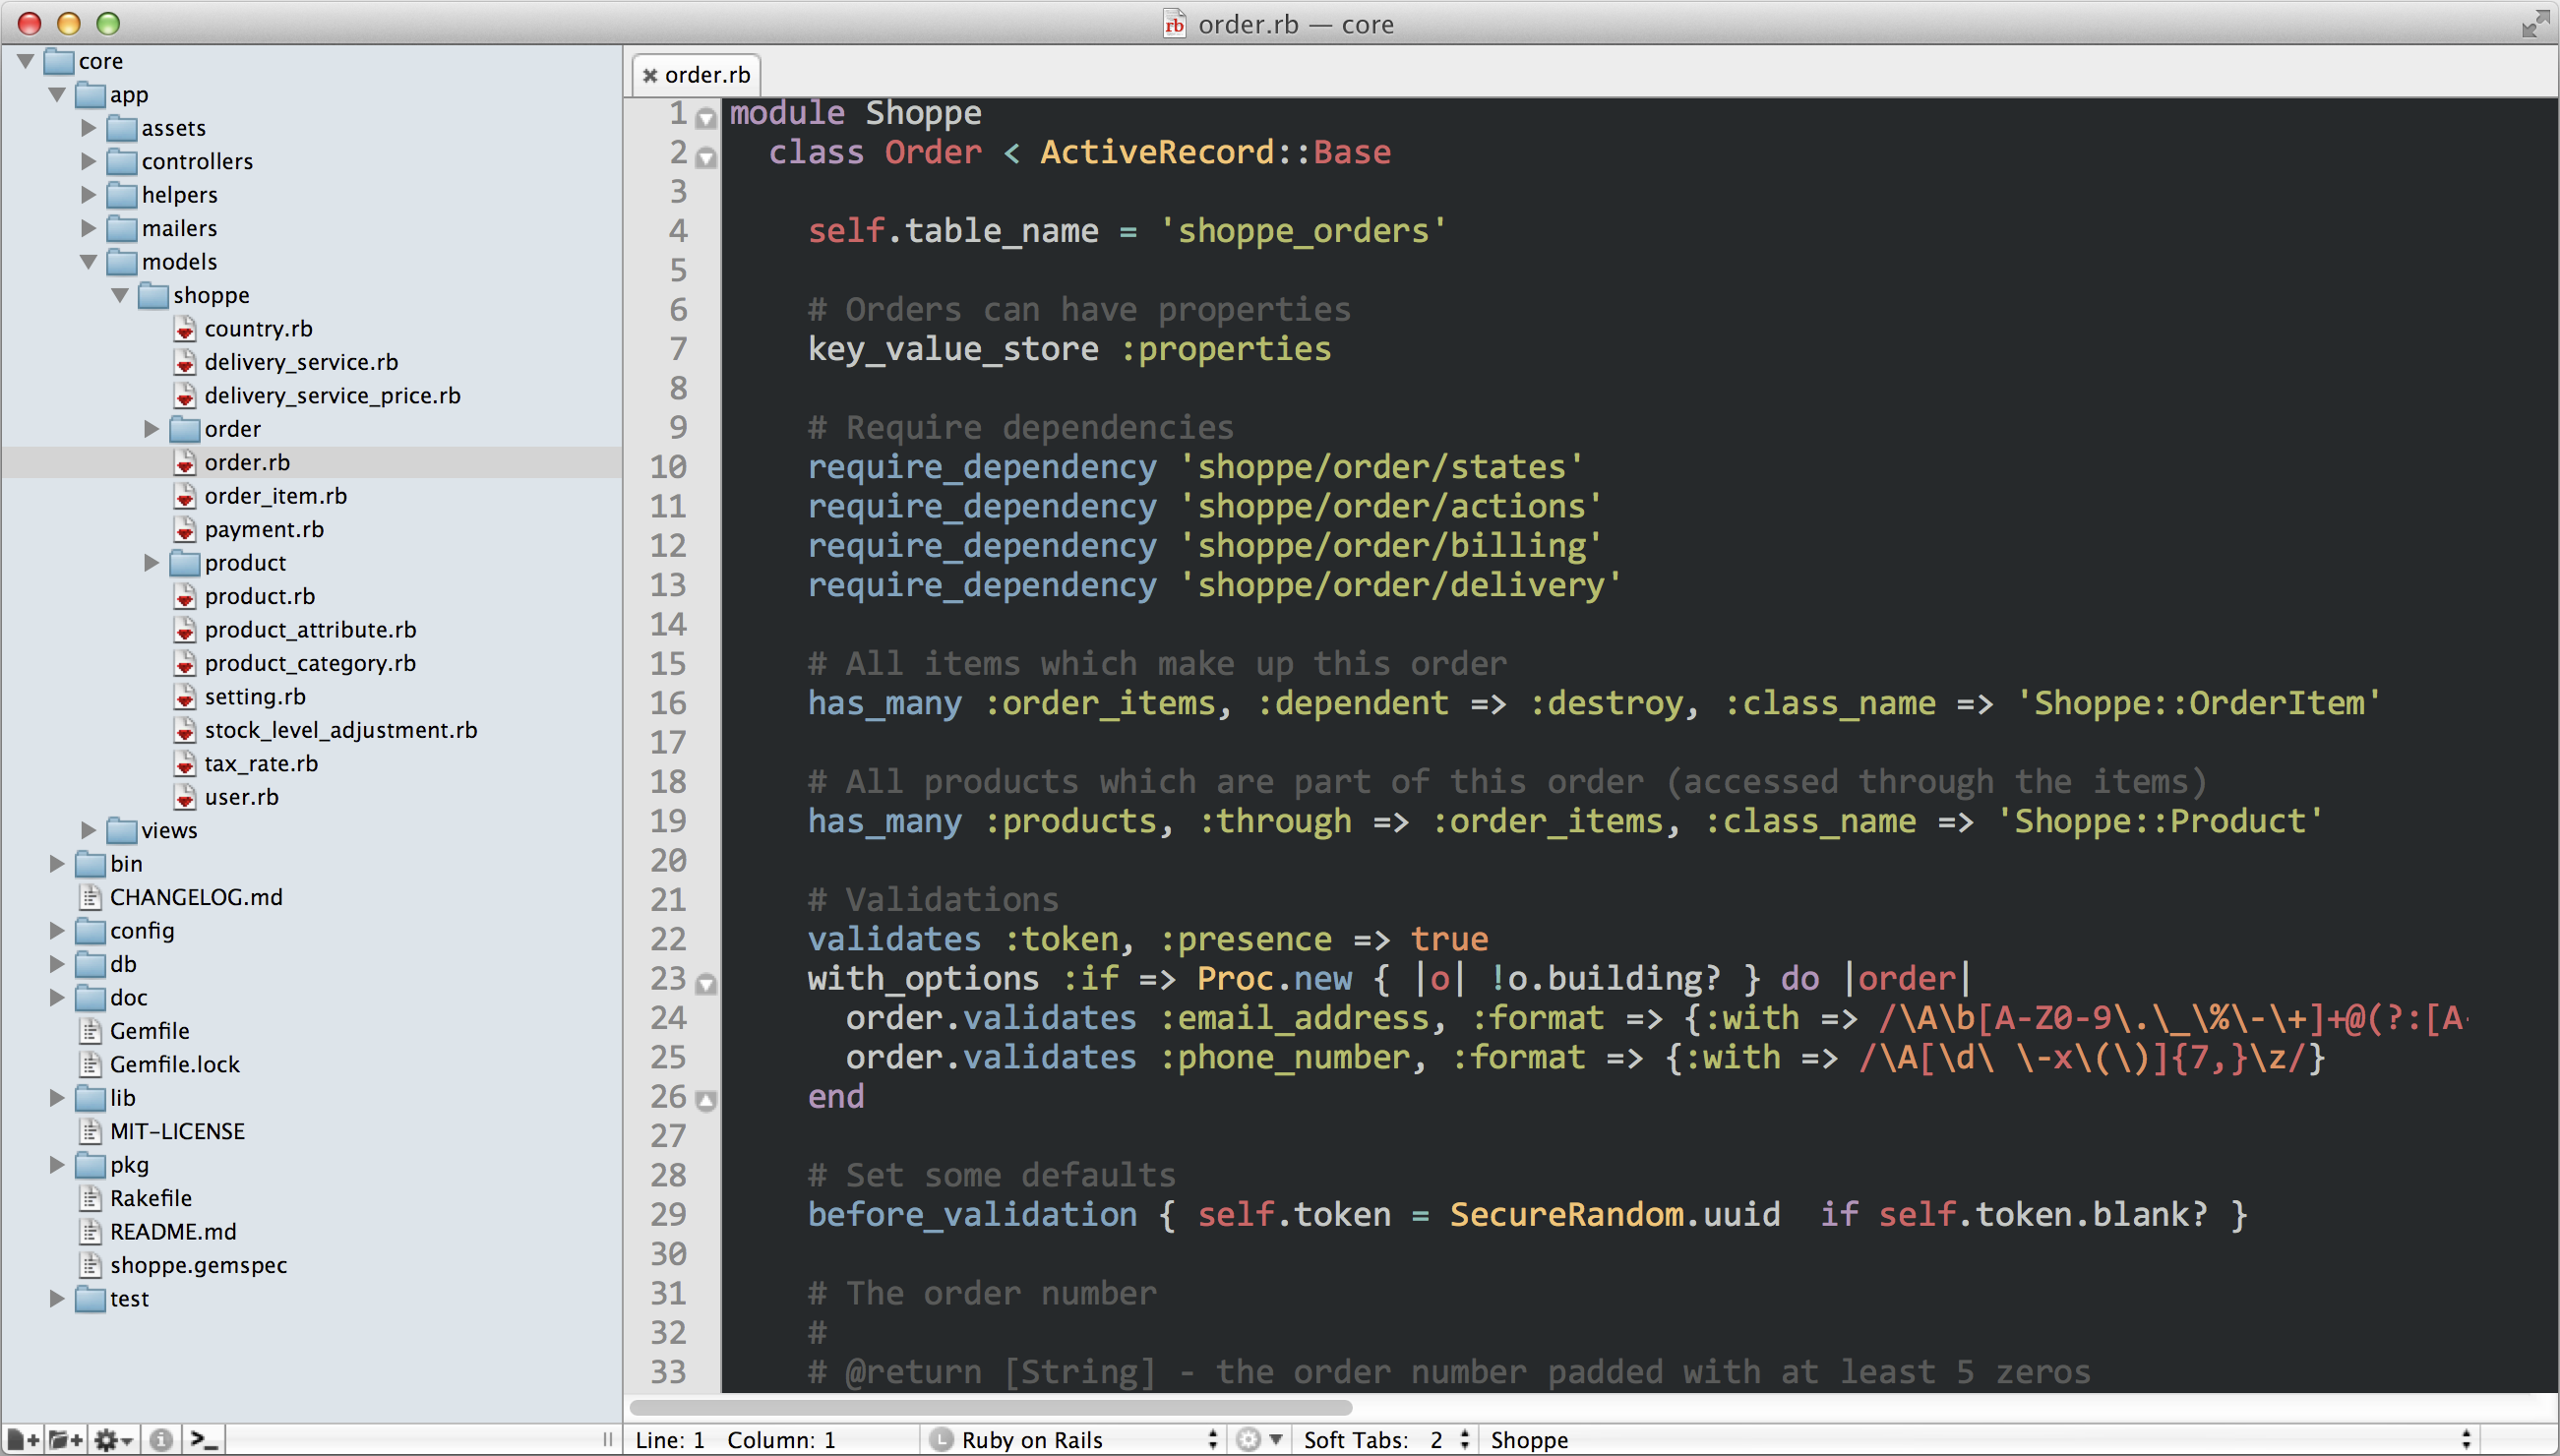 order.rb — core
core
app
assets
controllers
helpers
mailers
models
shoppe
country.rb
delivery_service.rb
delivery_service_price.rb
order
order.rb
order_item.rb
payment.rb
product
product.rb
product_attribute.rb
product_category.rb
setting.rb
stock_level_adjustment.rb
tax_rate.rb
user.rb
views
bin
CHANGELOG.md
config
db
doc
Gemfile
Gemfile.lock
lib
MIT-LICENSE
pkg
Rakefile
README.md
shoppe.gemspec
test
order.rb
1 module Shoppe
2   class Order < ActiveRecord::Base
3
4     self.table_name = 'shoppe_orders'
5
6     # Orders can have properties
7     key_value_store :properties
8
9     # Require dependencies
10     require_dependency 'shoppe/order/states'
11     require_dependency 'shoppe/order/actions'
12     require_dependency 'shoppe/order/billing'
13     require_dependency 'shoppe/order/delivery'
14
15     # All items which make up this order
16     has_many :order_items, :dependent => :destroy, :class_name => 'Shoppe::OrderItem'
17
18     # All products which are part of this order (accessed through the items)
19     has_many :products, :through => :order_items, :class_name => 'Shoppe::Product'
20
21     # Validations
22     validates :token, :presence => true
23     with_options :if => Proc.new { |o| !o.building? } do |order|
24       order.validates :email_address, :format => {:with => /\A\b[A-Z0-9\.\_\%\-\+]+@(?:[A-
25       order.validates :phone_number, :format => {:with => /\A[\d\ \-x\(\)]{7,}\z/}
26     end
27
28     # Set some defaults
29     before_validation { self.token = SecureRandom.uuid  if self.token.blank? }
30
31     # The order number
32     #
33     # @return [String] - the order number padded with at least 5 zeros
Line: 1 Column: 1 Ruby on Rails Soft Tabs: 2 Shoppe